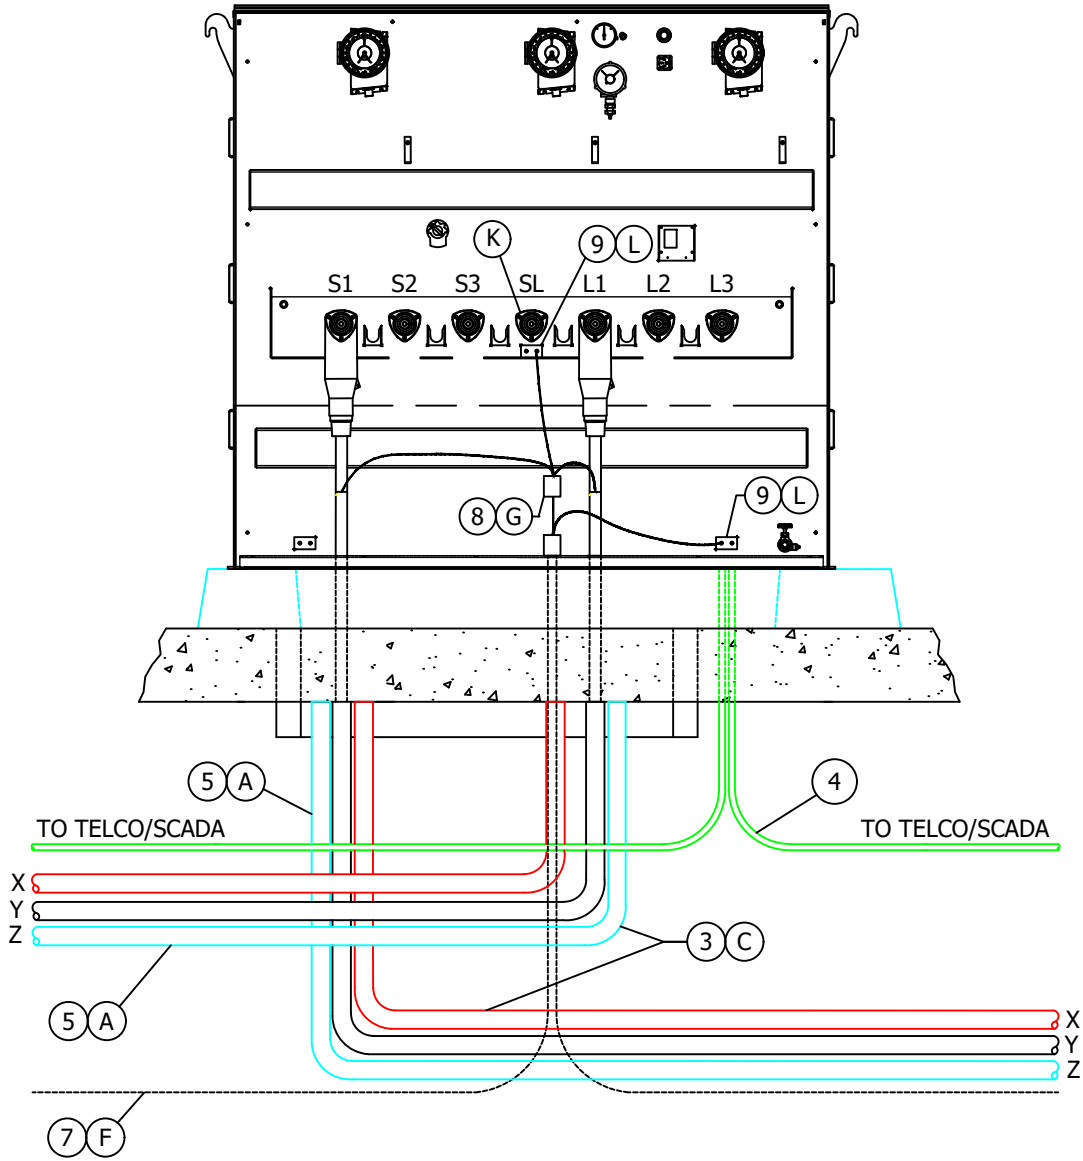 K
9 L
S1 S2 S3 SL L1 L2 L3
9 L
8 G
5 A
4
TO TELCO/SCADA
TO TELCO/SCADA
X
Y
Z
3 C
5 A
X
Y
Z
7 F